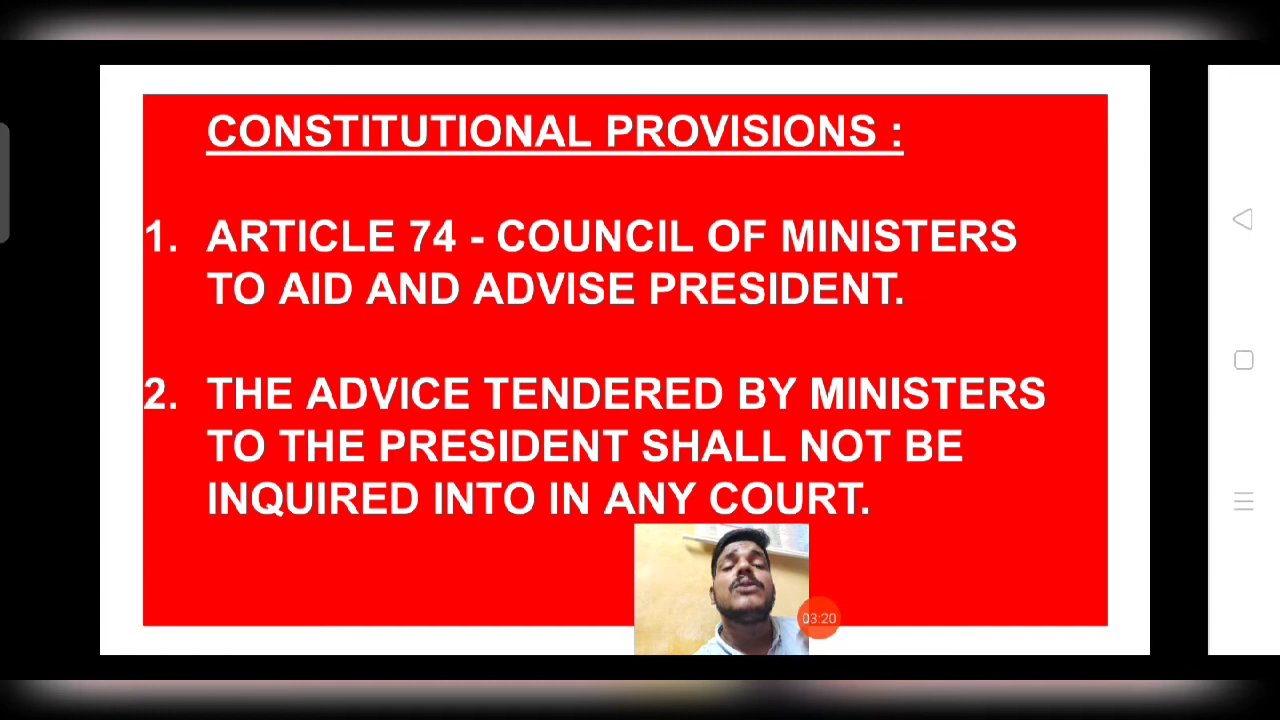 CONSTITUTIONAL PROVISIONS :
1. ARTICLE 74 - COUNCIL OF MINISTERS
TO AID AND ADVISE PRESIDENT.
2. THE ADVICE TENDERED BY MINISTERS
TO THE PRESIDENT SHALL NOT BE
INQUIRED INTO IN ANY COURT.
03:20